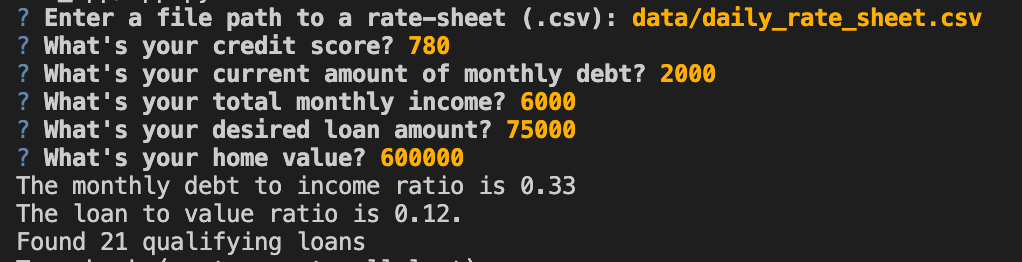 ? Enter a file path to a rate-sheet (.csv): data/daily_rate_sheet.csv
? What's your credit score? 780
? What's your current amount of monthly debt? 2000
? What's your total monthly income? 6000
? What's your desired loan amount? 75000
? What's your home value? 600000
The monthly debt to income ratio is 0.33
The loan to value ratio is 0.12.
Found 21 qualifying loans